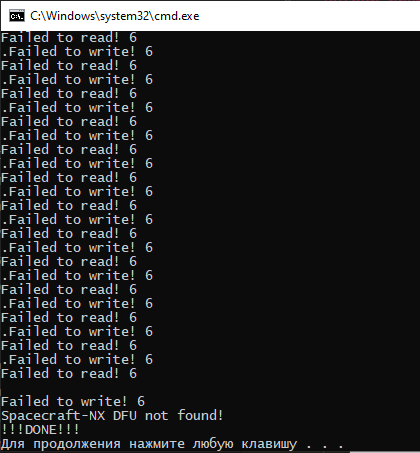 C:\Windows\system32\cmd.exe
Failed to read! 6
.Failed to write! 6
Failed to read! 6
.Failed to write! 6
Failed to read! 6
.Failed to write! 6
Failed to read! 6
.Failed to write! 6
Failed to read! 6
.Failed to write! 6
Failed to read! 6
.Failed to write! 6
Failed to read! 6
.Failed to write! 6
Failed to read! 6
.Failed to write! 6
Failed to read! 6
.Failed to write! 6
Failed to read! 6
.Failed to write! 6
Failed to read! 6
.Failed to write! 6
Failed to read! 6
.Failed to write! 6
Failed to read! 6
Failed to write! 6
Spacecraft-NX DFU not found!
!!!DONE!!!
Для продолжения нажмите любую клавишу . . .